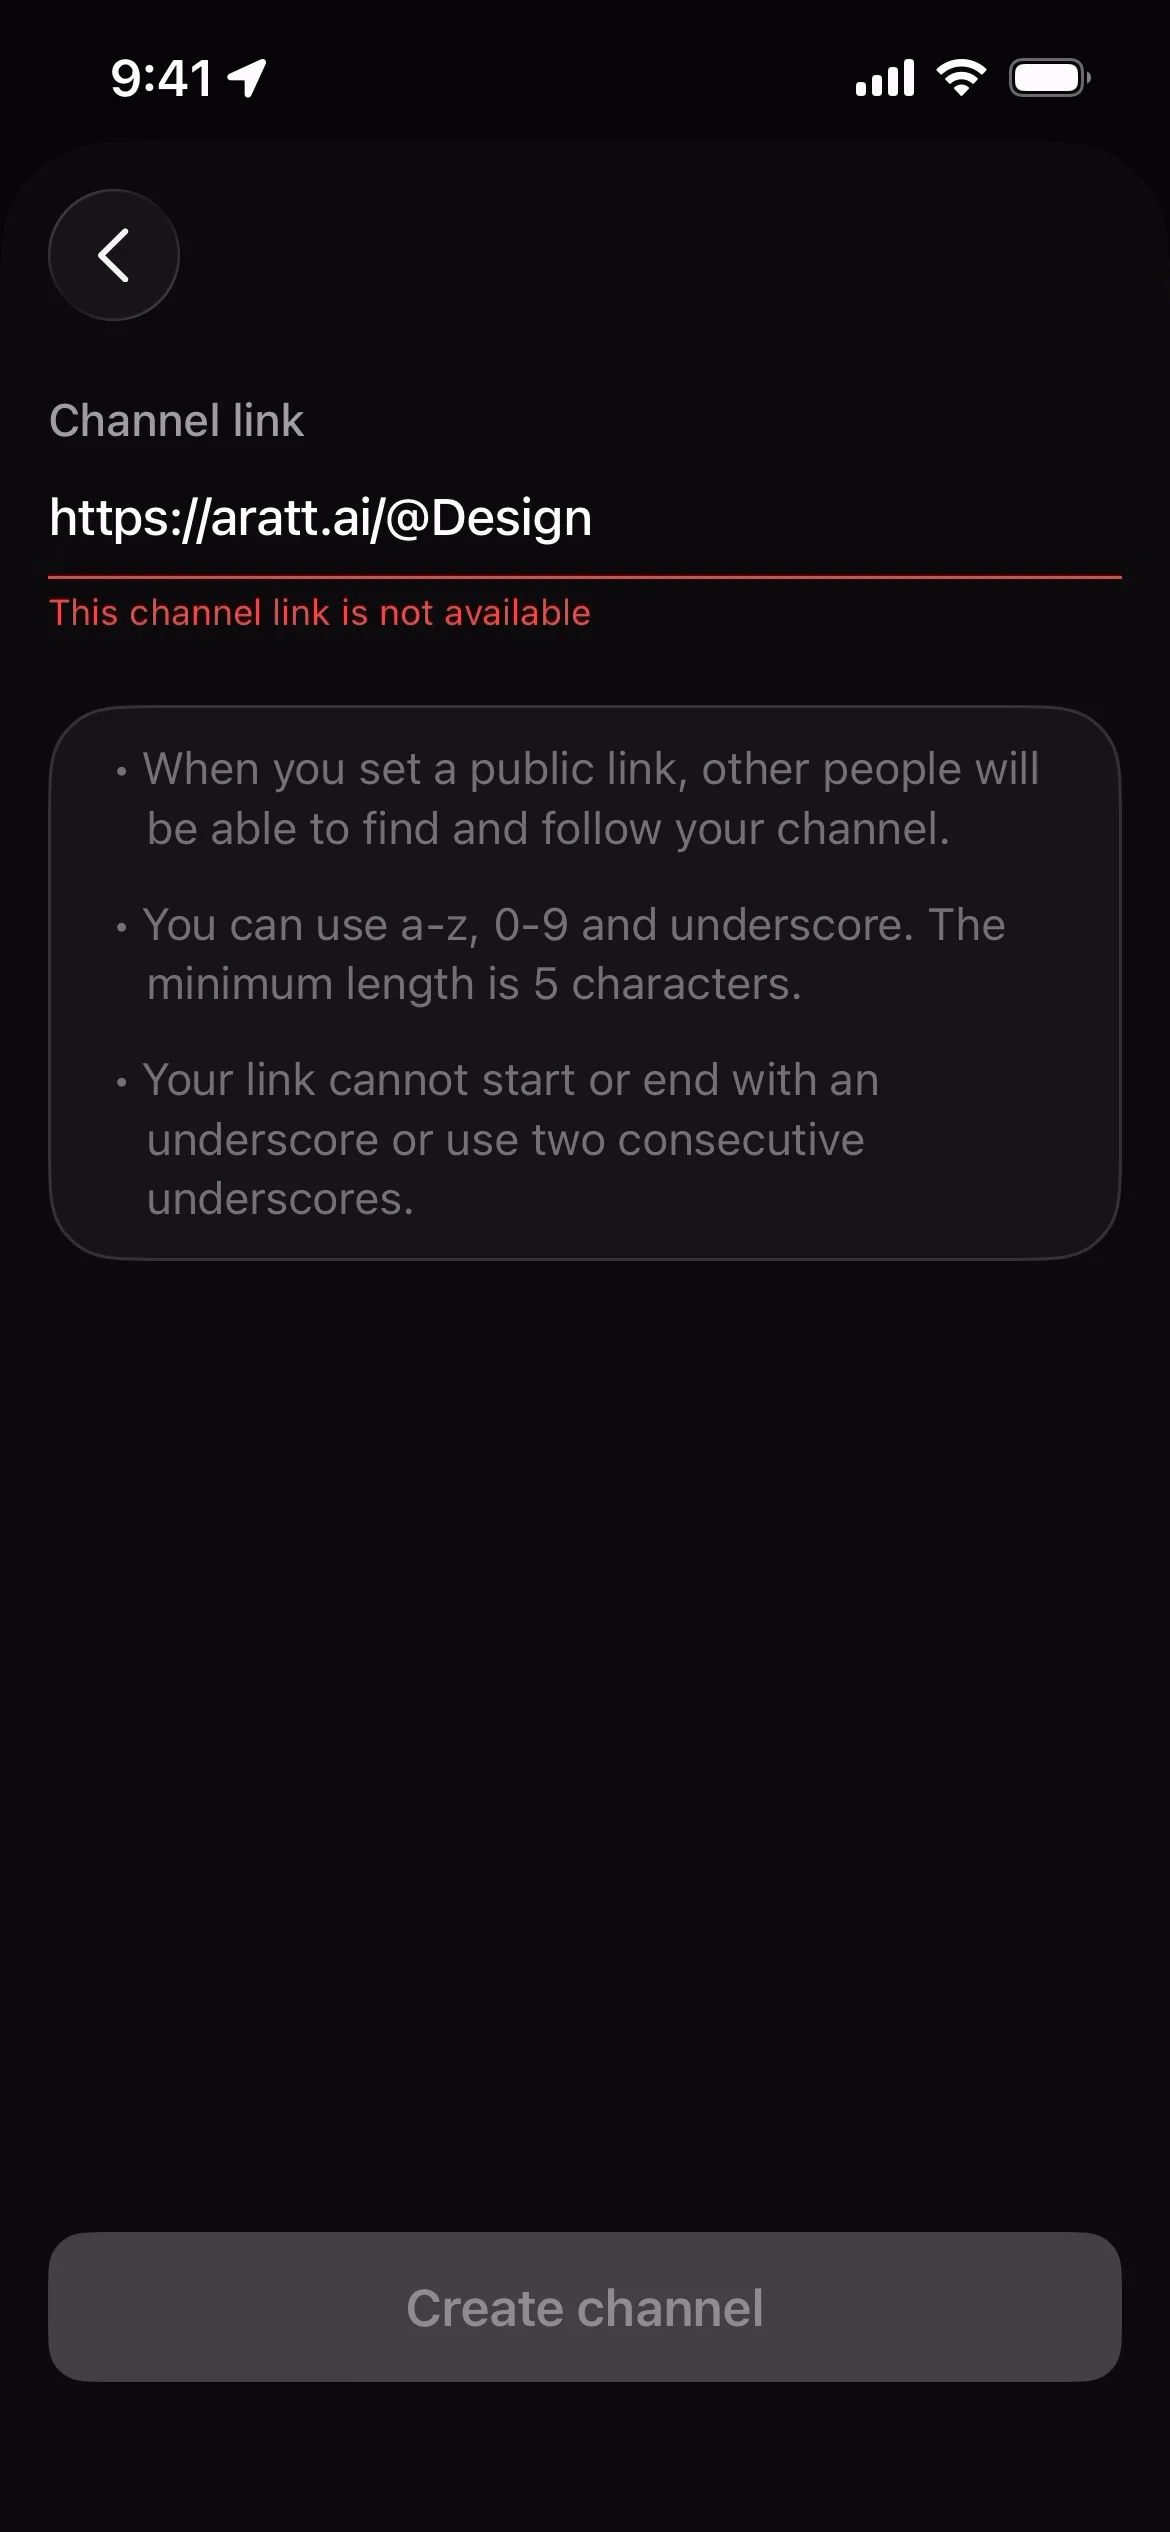 9:41
Channel link
https://aratt.ai/@Design
This channel link is not available
• When you set a public link, other people will
be able to find and follow your channel.
• You can use a-z, 0-9 and underscore. The
minimum length is 5 characters.
• Your link cannot start or end with an
underscore or use two consecutive
underscores.
Create channel